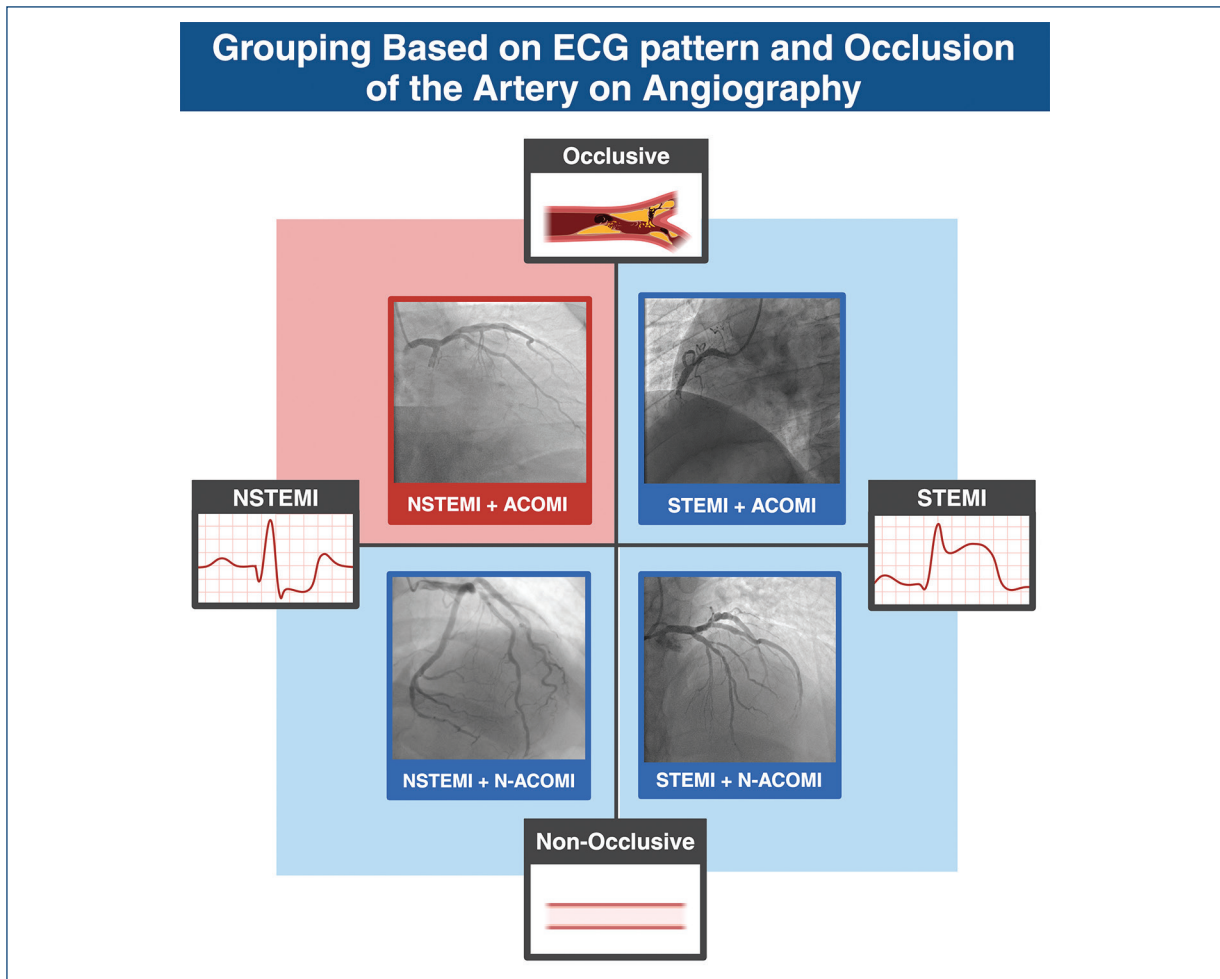 Grouping Based on ECG pattern and Occlusion
of the Artery on Angiography
Occlusive
NSTEMI + ACOMI
STEMI + ACOMI
NSTEMI
STEMI
NSTEMI + N-ACOMI
STEMI + N-ACOMI
Non-Occlusive